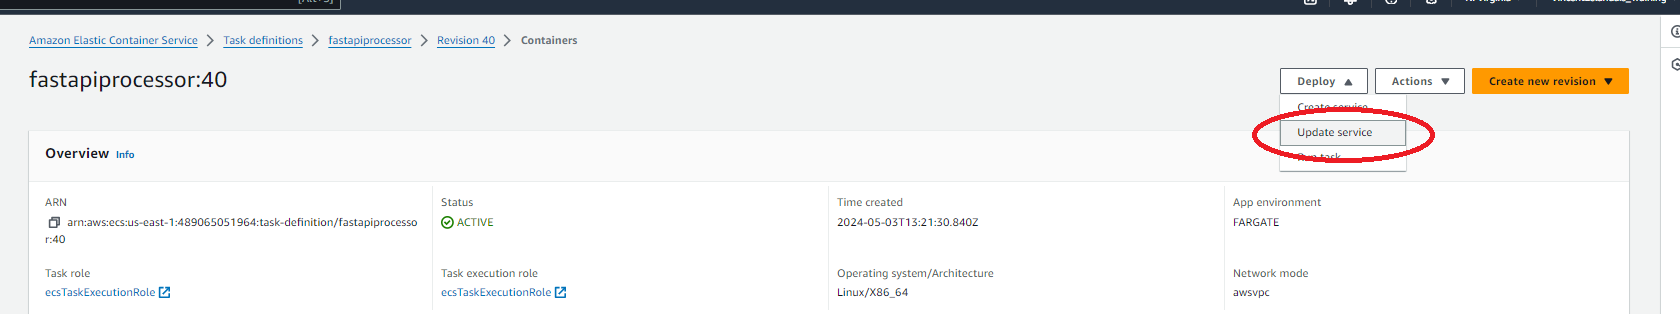 Amazon Elastic Container Service > Task definitions > fastapiprocessor > Revision 40 > Containers
fastapiprocessor:40
Deploy Actions Create new revision
Create service
Update service
Run task
Overview Info
ARN
arn:aws:ecs:us-east-1:489065051964:task-definition/fastapiprocesso
r:40
Status
ACTIVE
Time created
2024-05-03T13:21:30.840Z
App environment
FARGATE
Task role
ecsTaskExecutionRole
Task execution role
ecsTaskExecutionRole
Operating system/Architecture
Linux/X86_64
Network mode
awsvpc